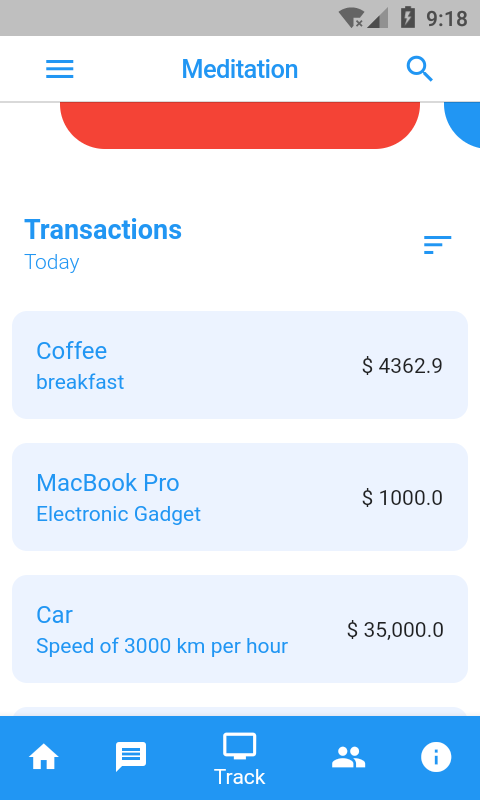 9:18
Meditation
Transactions
Today
Coffee
breakfast
$ 4362.9
MacBook Pro
Electronic Gadget
$ 1000.0
Car
Speed of 3000 km per hour
$ 35,000.0
Track